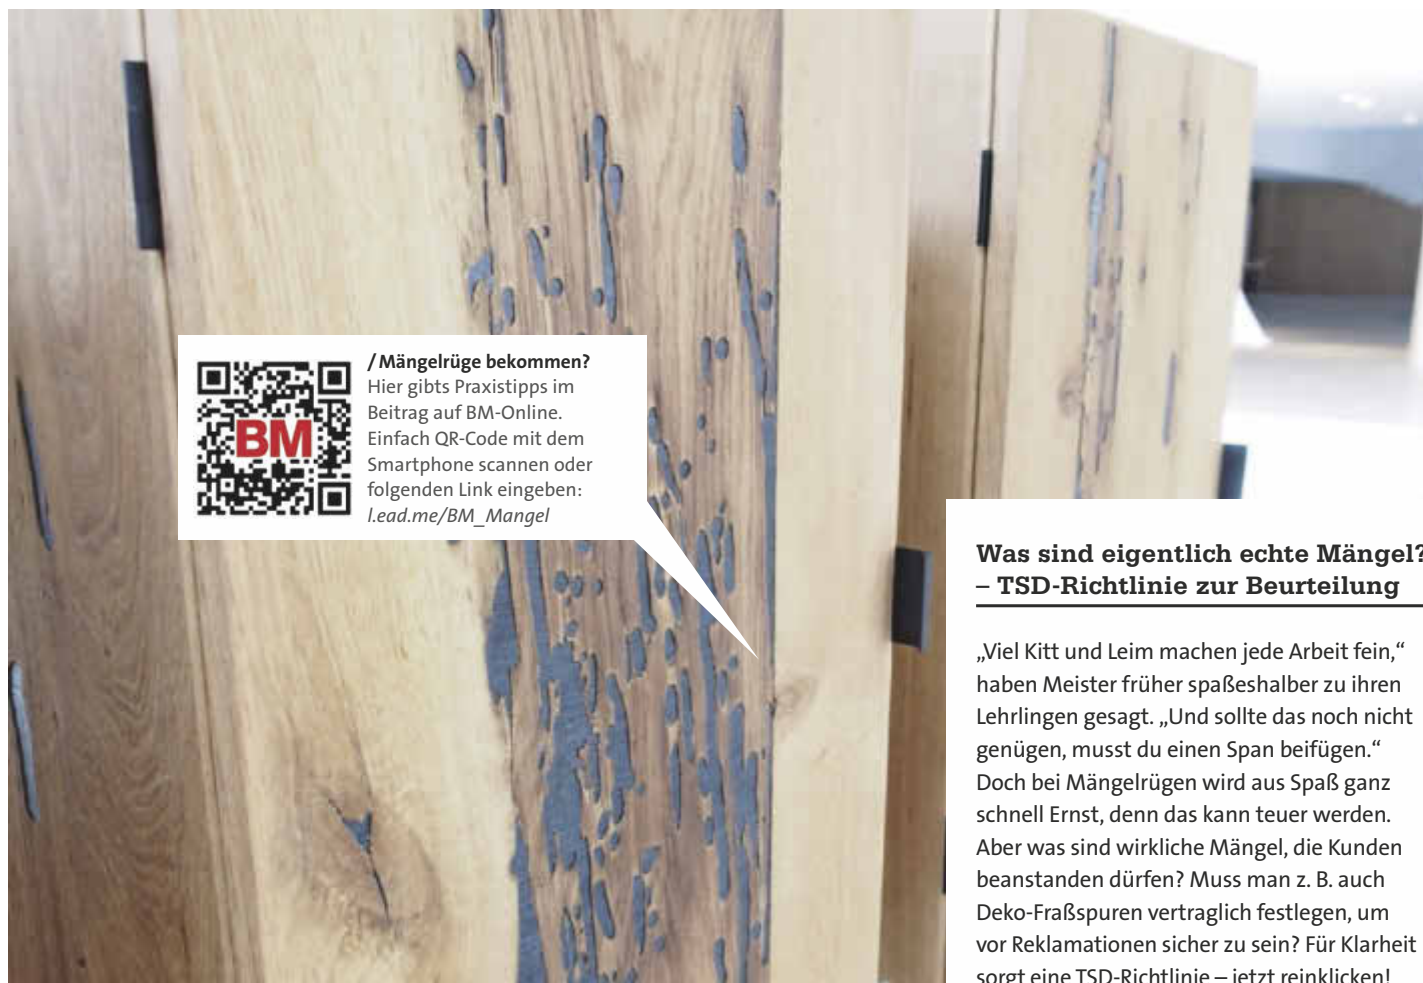 / Mängelrüge bekommen?
Hier gibts Praxistipps im
Beitrag auf BM-Online.
Einfach QR-Code mit dem
Smartphone scannen oder
folgenden Link eingeben:
l.ead.me/BM_Mangel
BM
Was sind eigentlich echte Mängel?
– TSD-Richtlinie zur Beurteilung
„Viel Kitt und Leim machen jede Arbeit fein,“
haben Meister früher spaßeshalber zu ihren
Lehrlingen gesagt. „Und sollte das noch nicht
genügen, musst du einen Span beifügen.“
Doch bei Mängelrügen wird aus Spaß ganz
schnell Ernst, denn das kann teuer werden.
Aber was sind wirkliche Mängel, die Kunden
beanstanden dürfen? Muss man z. B. auch
Deko-Fraßspuren vertraglich festlegen, um
vor Reklamationen sicher zu sein? Für Klarheit
sorgt eine TSD-Richtlinie – jetzt reinklicken!